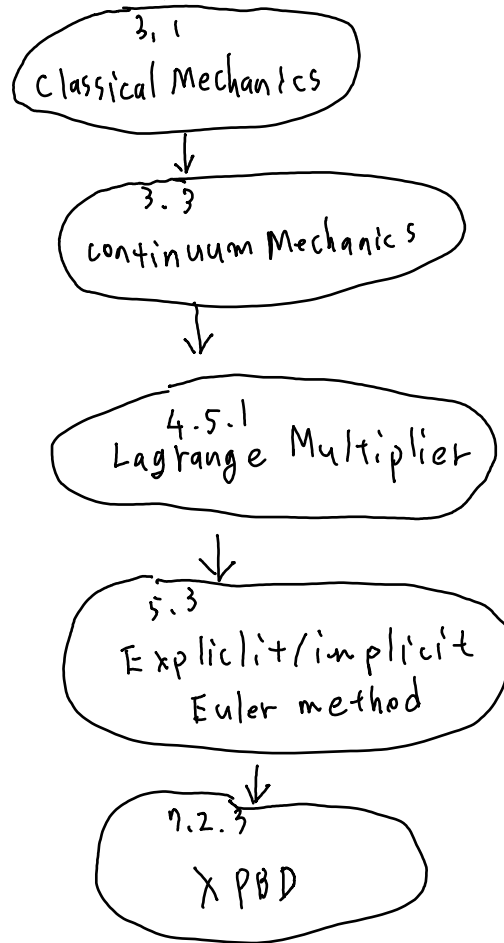 3.1
Classical Mechanics
3.3
continuum Mechanics
4.5.1
Lagrange Multiplier
5.3
Expliclit/implicit
Euler method
7.2.3
XPBD